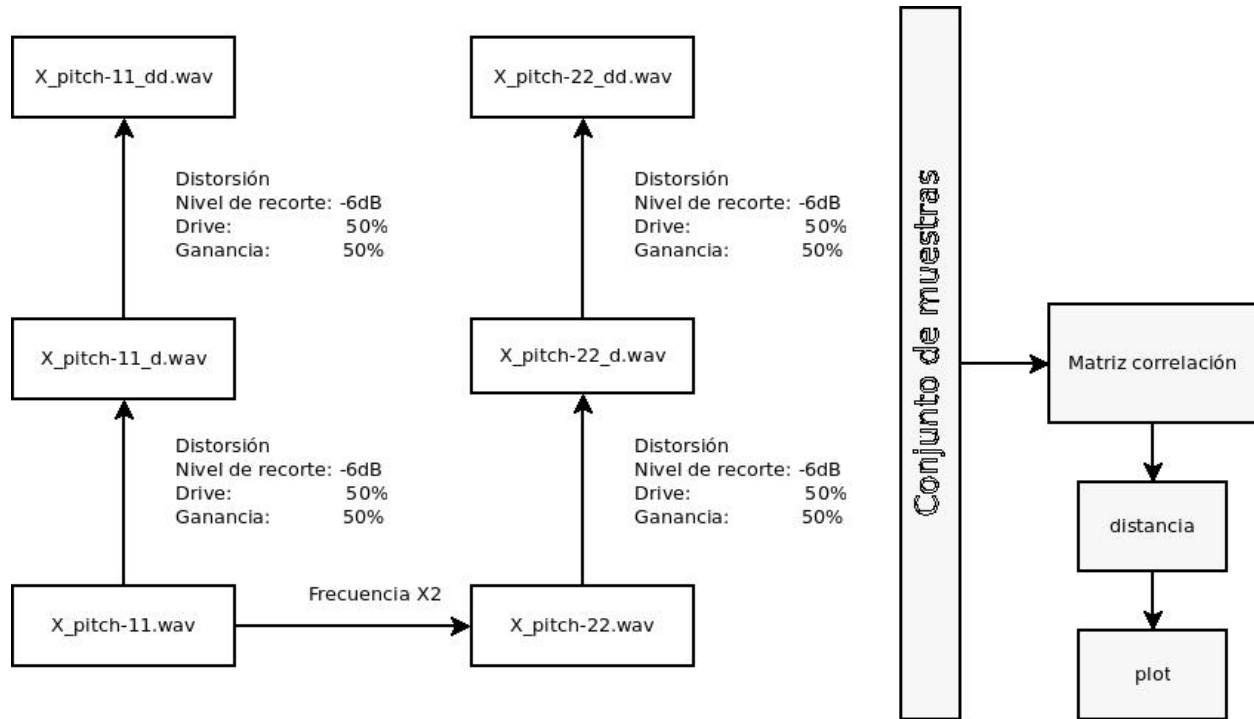 X_pitch-11_dd.wav
X_pitch-22_dd.wav
Distorsión
Nivel de recorte: -6dB
Drive: 50%
Ganancia: 50%
Distorsión
Nivel de recorte: -6dB
Drive: 50%
Ganancia: 50%
X_pitch-11_d.wav
X_pitch-22_d.wav
Distorsión
Nivel de recorte: -6dB
Drive: 50%
Ganancia: 50%
Distorsión
Nivel de recorte: -6dB
Drive: 50%
Ganancia: 50%
X_pitch-11.wav
Frecuencia X2
X_pitch-22.wav
Conjunto de muestras
Matriz correlación
distancia
plot